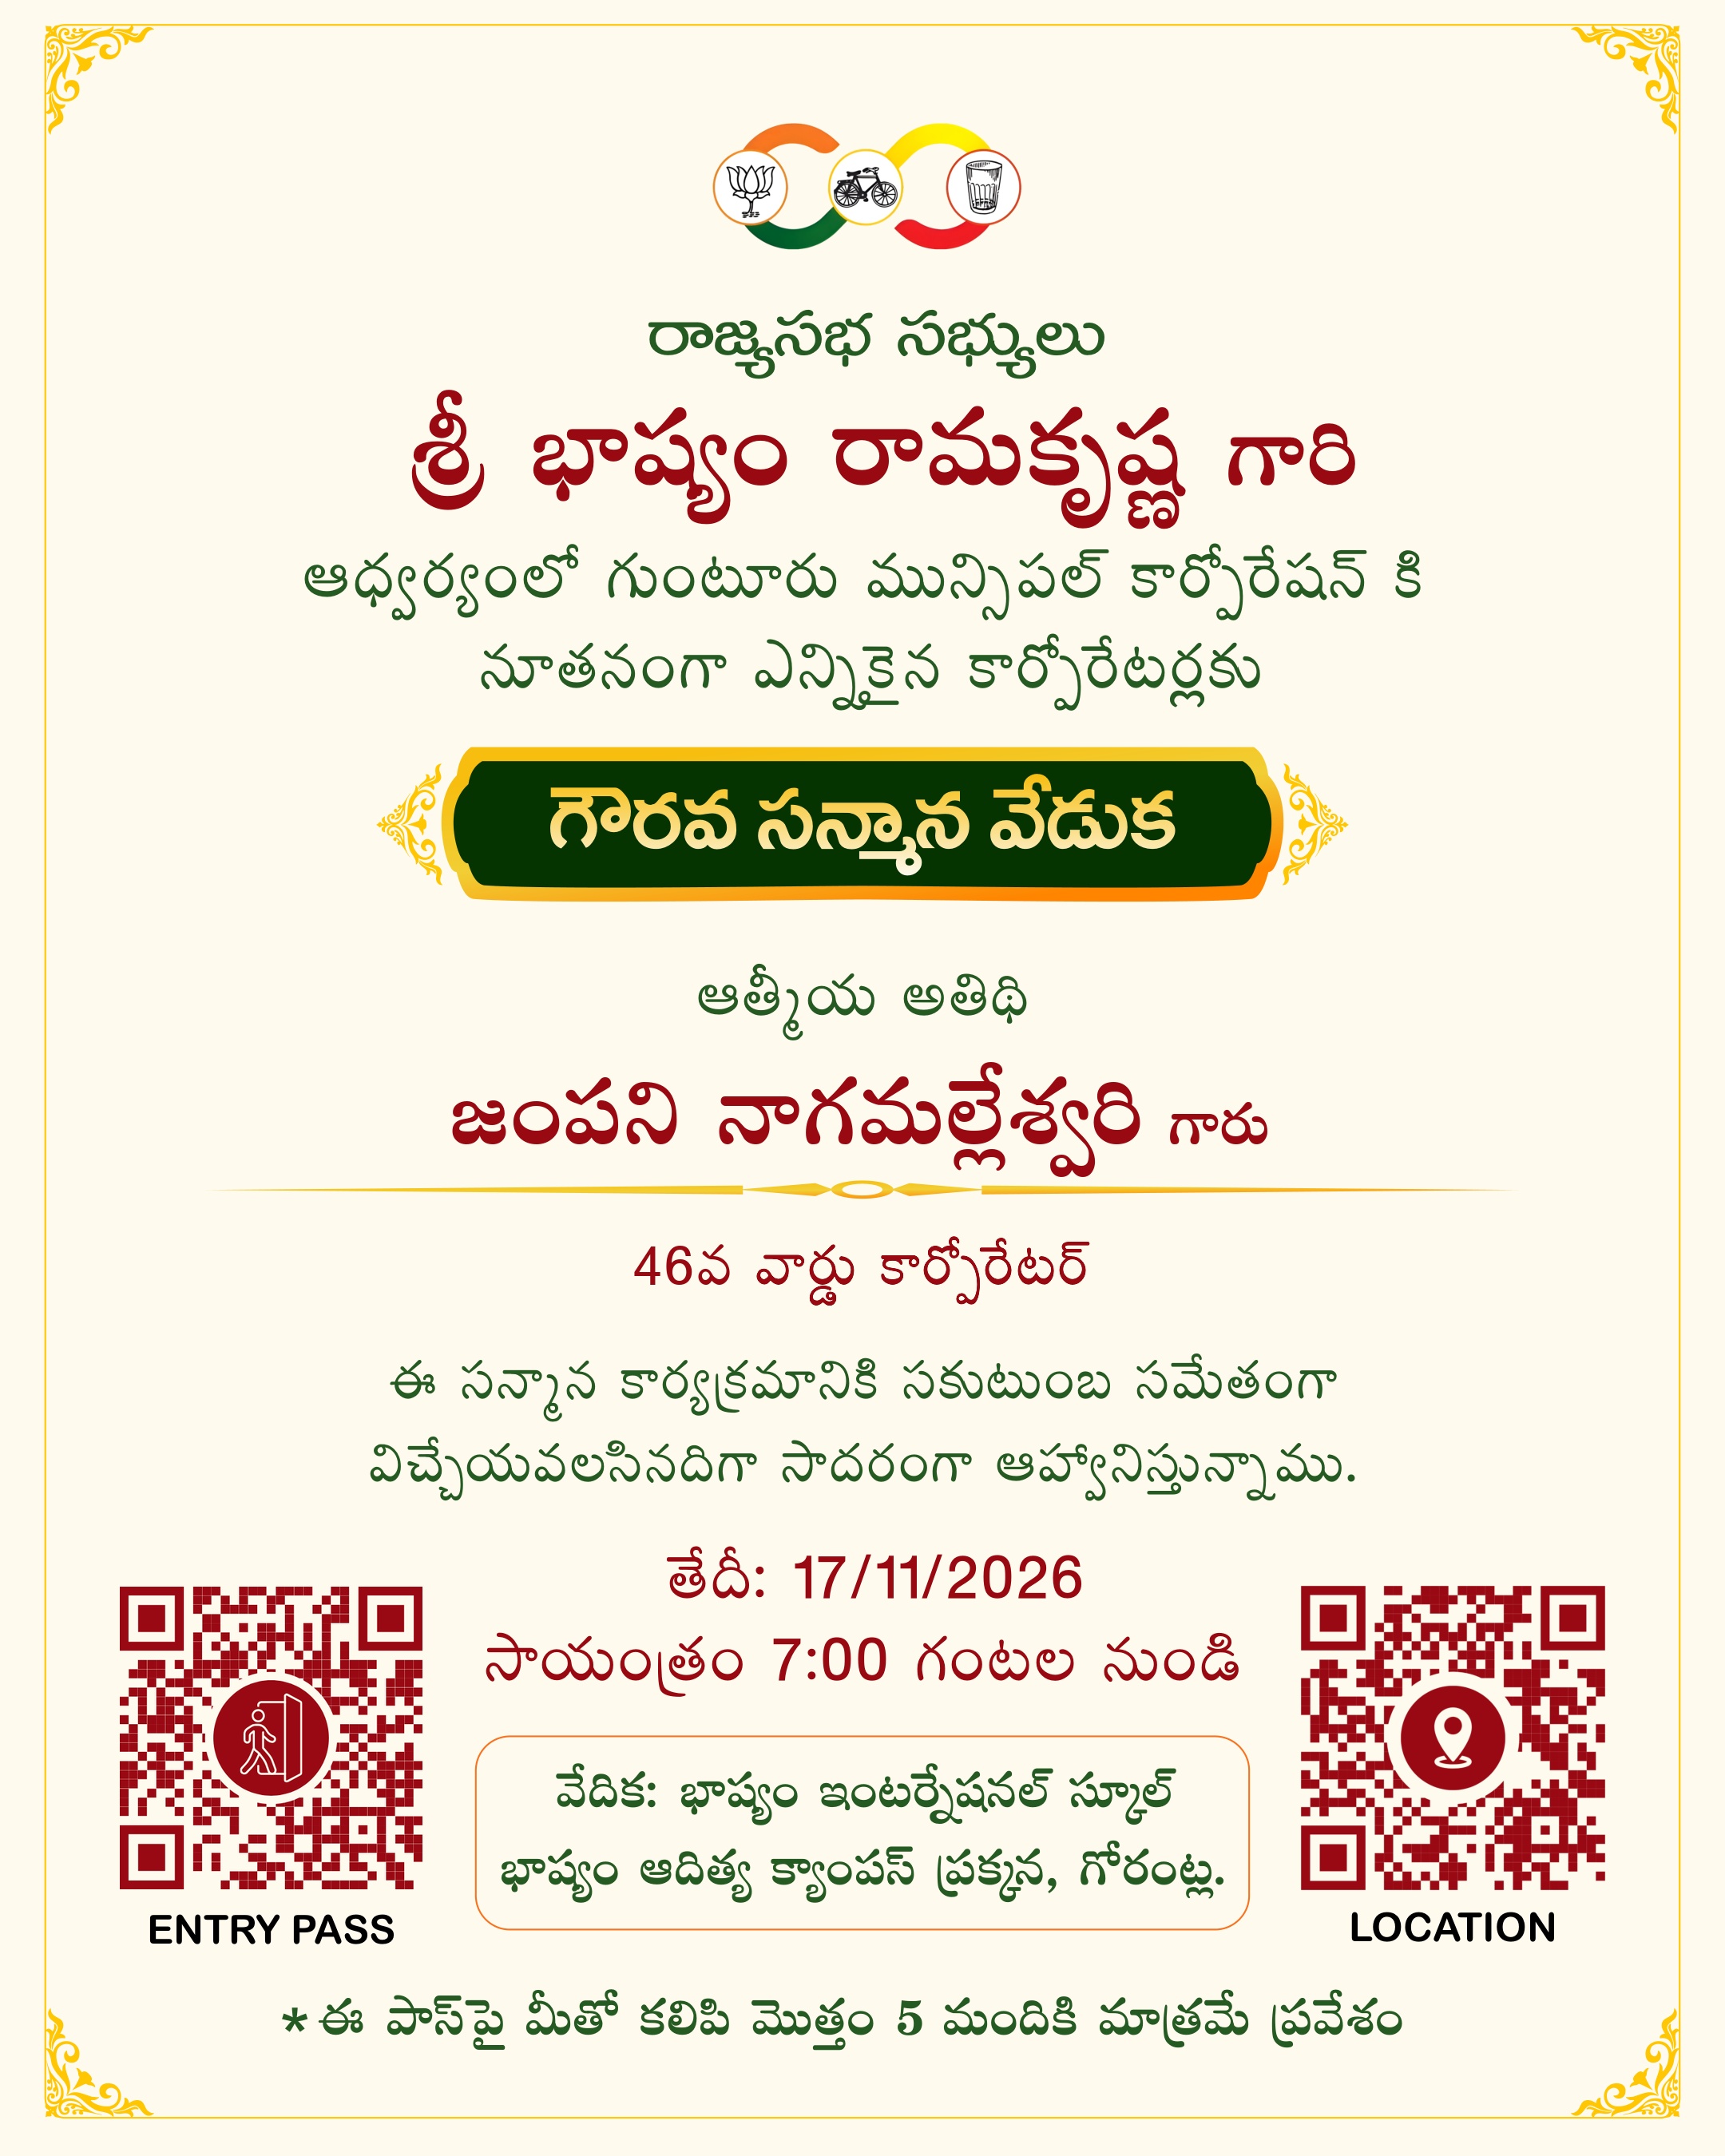 రాజ్యసభ సభ్యులు
శ్రీ భాష్యం రామకృష్ణ గారి
ఆధ్వర్యంలో గుంటూరు మున్సిపల్ కార్పోరేషన్ కి
నూతనంగా ఎన్నికైన కార్పోరేటర్లకు
గౌరవ సన్మాన వేడుక
ఆత్మీయ అతిథి
జంపని నాగమల్లేశ్వరి గారు
46వ వార్డు కార్పోరేటర్
ఈ సన్మాన కార్యక్రమానికి సకుటుంబ సమేతంగా
విచ్చేయవలసినదిగా సాదరంగా ఆహ్వానిస్తున్నాము.
తేదీ: 17/11/2026
సాయంత్రం 7:00 గంటల నుండి
వేదిక: భాష్యం ఇంటర్నేషనల్ స్కూల్
భాష్యం ఆదిత్య క్యాంపస్ ప్రక్కన, గోరంట్ల.
ENTRY PASS
LOCATION
*ఈ పాస్‌పై మీతో కలిపి మొత్తం 5 మందికి మాత్రమే ప్రవేశం